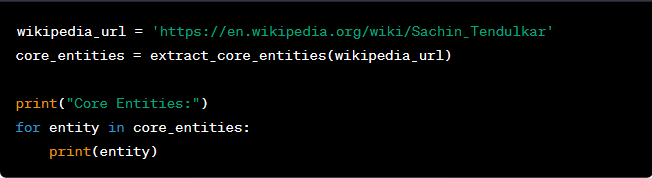 wikipedia_url = 'https://en.wikipedia.org/wiki/Sachin_Tendulkar'
core_entities = extract_core_entities(wikipedia_url)

print("Core Entities:")
for entity in core_entities:
    print(entity)